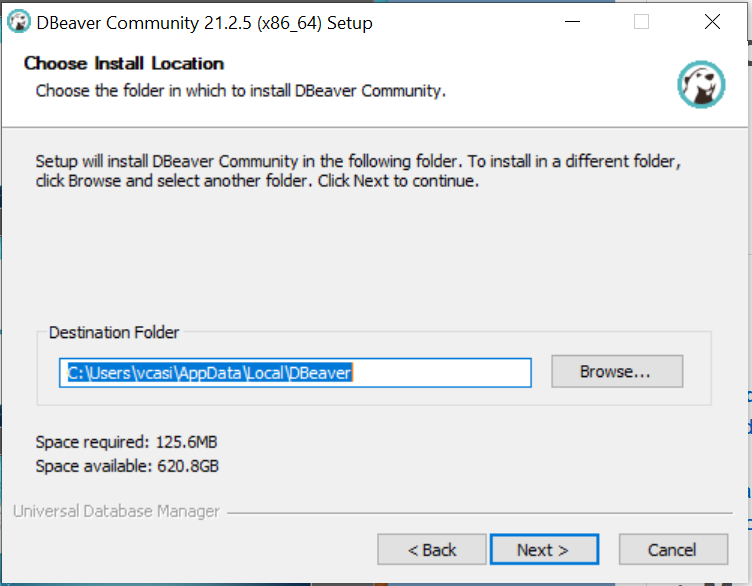 DBeaver Community 21.2.5 (x86_64) Setup
Choose Install Location
Choose the folder in which to install DBeaver Community.
Setup will install DBeaver Community in the following folder. To install in a different folder,
click Browse and select another folder. Click Next to continue.
Destination Folder
C:\Users\vcasi\AppData\Local\DBeaver
Browse...
Space required: 125.6MB
Space available: 620.8GB
Universal Database Manager
< Back
Next >
Cancel